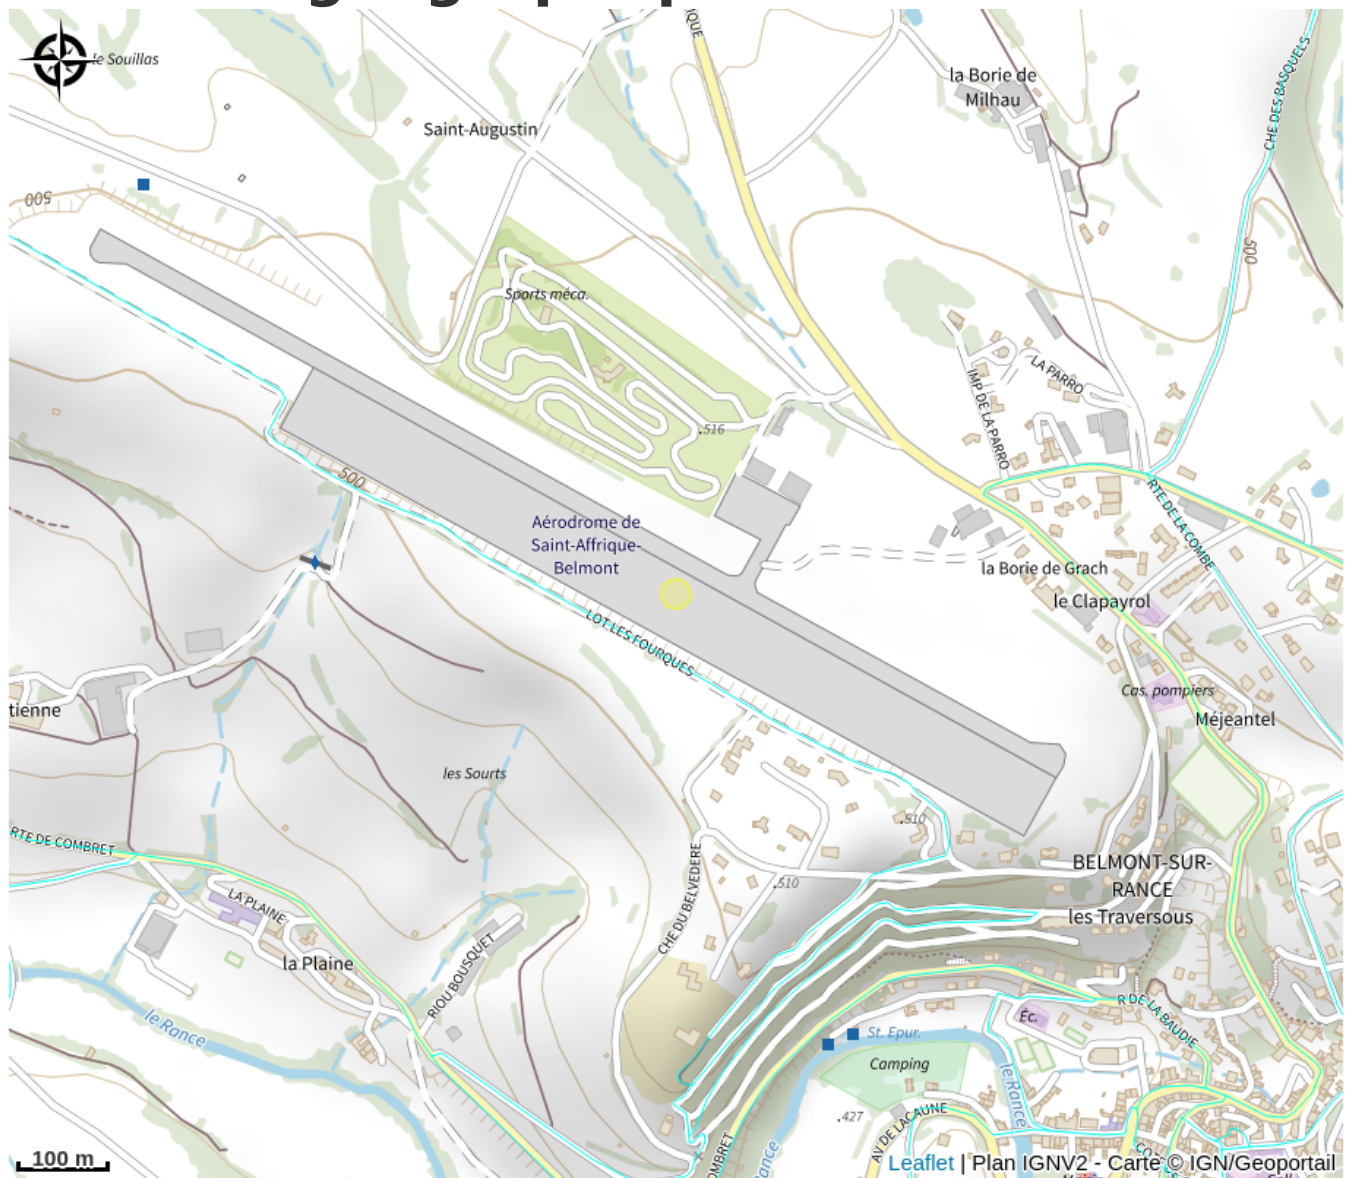 le Souillas
IQUE
la Borie de
Milhau
CHE DES BASQUELS
Saint-Augustin
500
500
Sports méca.
LA PARRO
IMP DE LA PARRO
.516
500
RTE DE LA COMBE
Aérodrome de
Saint-Affrique-
Belmont
la Borie de Grach
le Clapayrol
LOT LES FOURQUES
Cas. pompiers
tienne
Méjeantel
les Sourts
.510
RTE DE COMBRET
BELMONT-SUR-
RANCE
les Traversous
.510
CHE DU BELVEDERE
LA PLAINE
la Plaine
RIOU BOUSQUET
R DE LA BAUDIE
Éc.
le Rance
St. Epur.
Camping
le Rance
.427
AV DE LACAUNE
OMBRET
ance
100 m
Leaflet | Plan IGNV2 - Carte © IGN/Geoportail